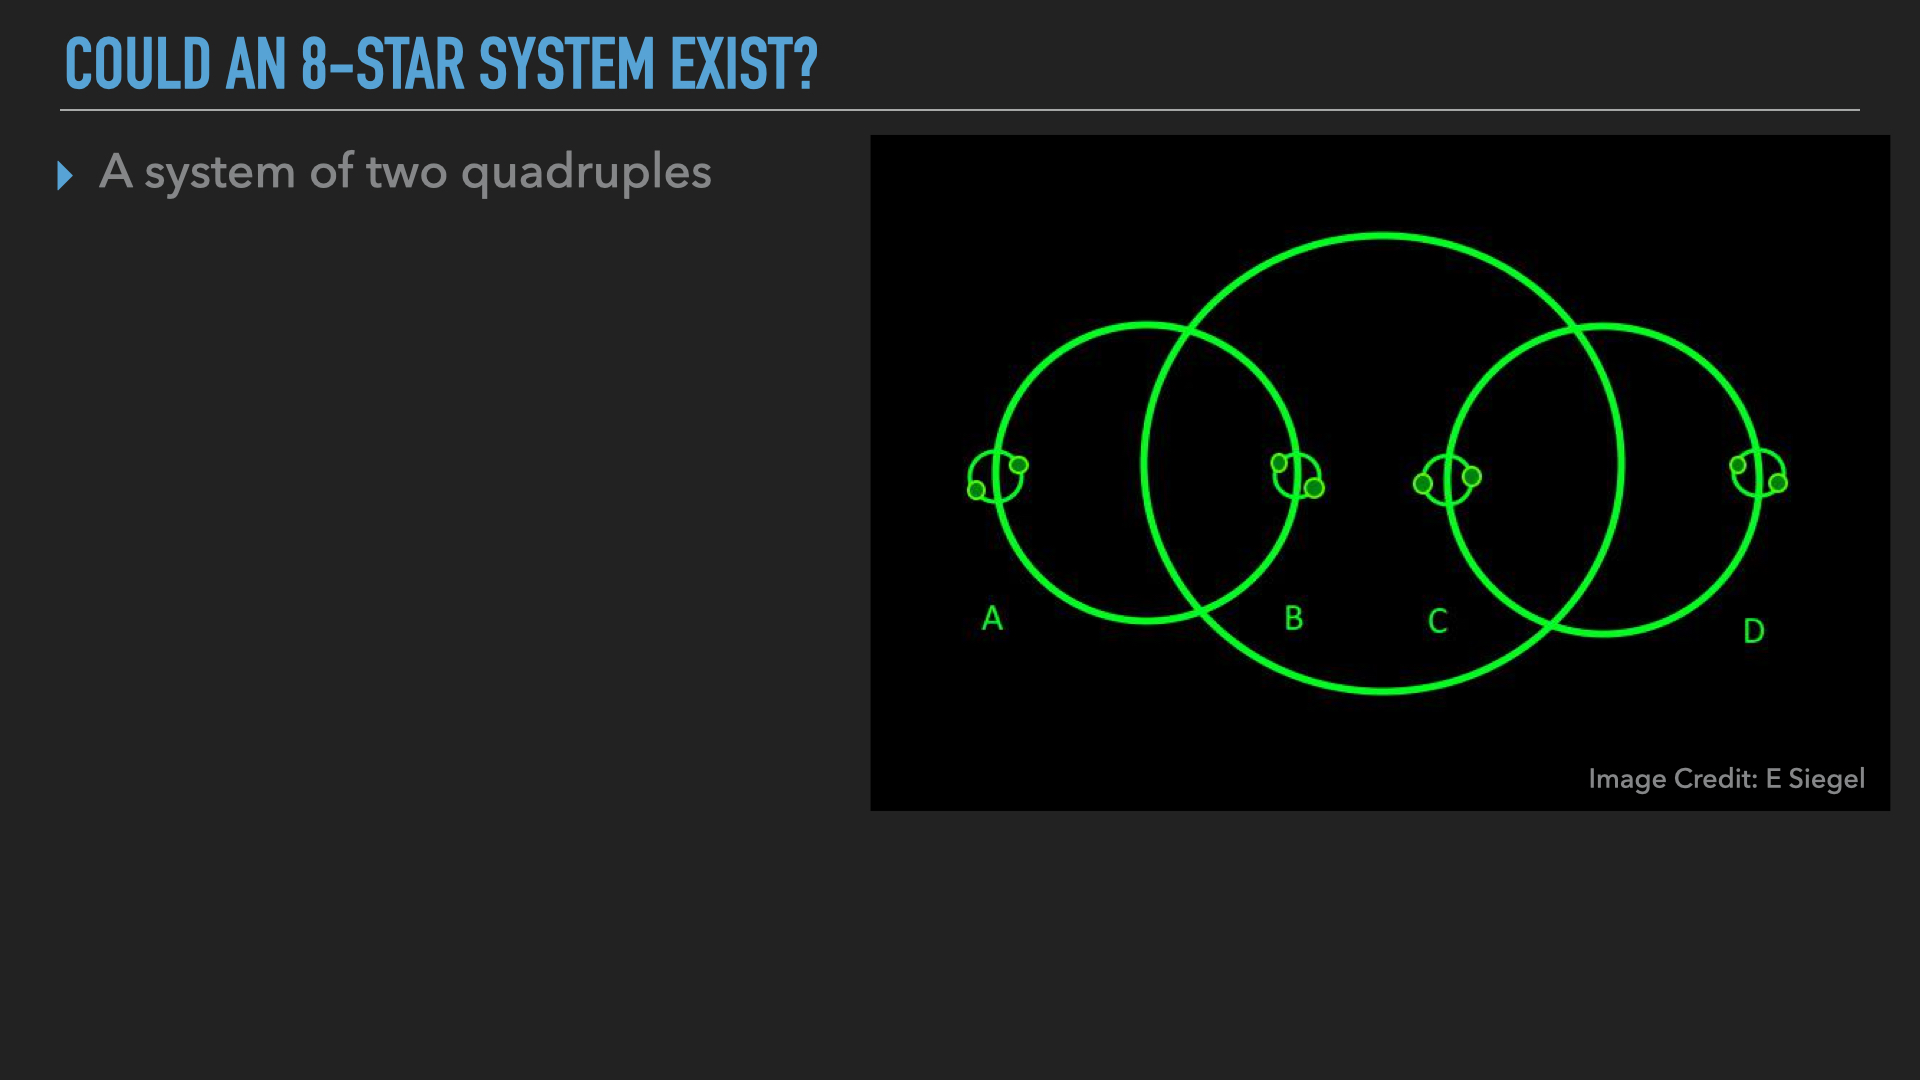 COULD AN 8-STAR SYSTEM EXIST?
A system of two quadruples
A B C D
Image Credit: E Siegel